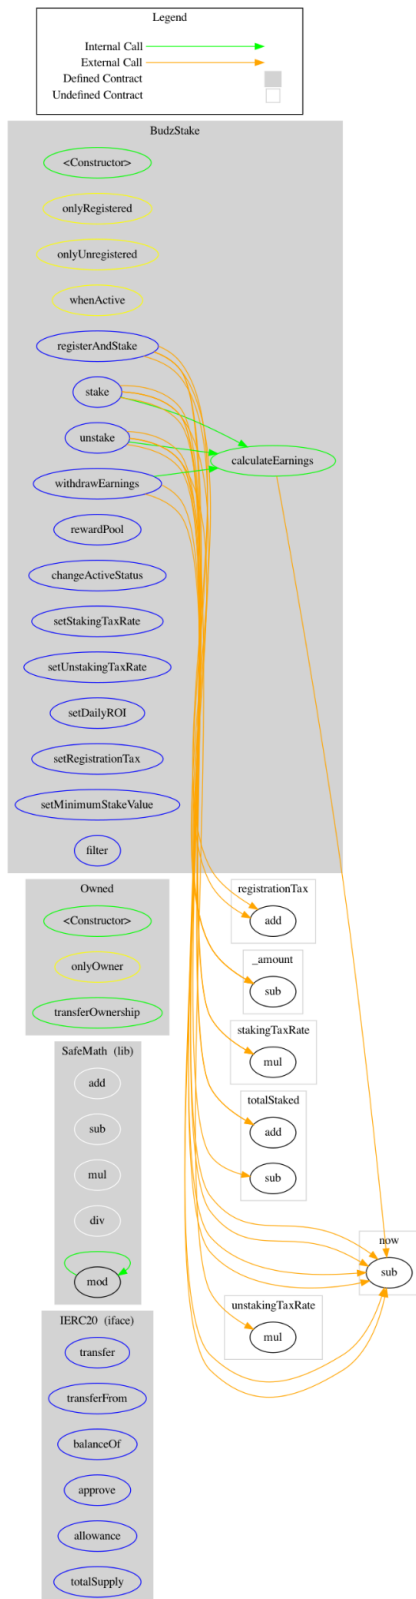 Legend
Internal Call
External Call
Defined Contract
Undefined Contract
BudzStake
<Constructor>
onlyRegistered
onlyUnregistered
whenActive
registerAndStake
stake
unstake
calculateEarnings
withdrawEarnings
rewardPool
changeActiveStatus
setStakingTaxRate
setUnstakingTaxRate
setDailyROI
setRegistrationTax
setMinimumStakeValue
filter
Owned
<Constructor>
onlyOwner
transferOwnership
registrationTax
add
_amount
sub
stakingTaxRate
mul
totalStaked
add
sub
now
sub
unstakingTaxRate
mul
SafeMath (lib)
add
sub
mul
div
mod
IERC20 (iface)
transfer
transferFrom
balanceOf
approve
allowance
totalSupply